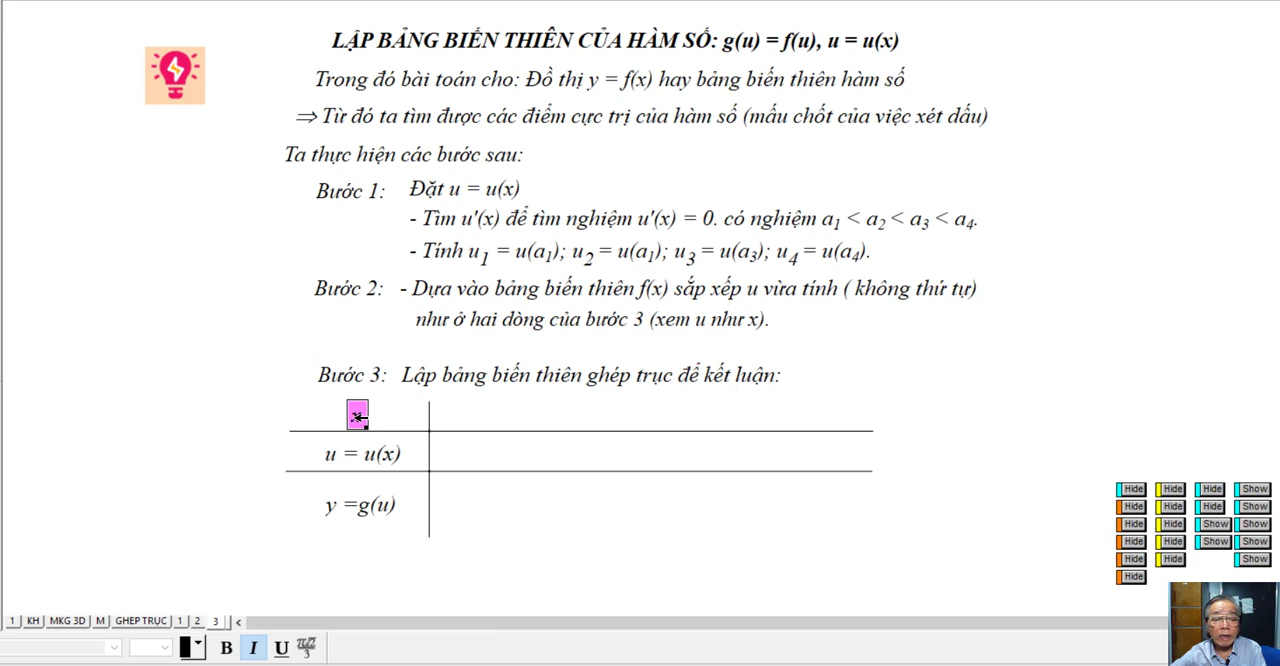 LẬP BẢNG BIẾN THIÊN CỦA HÀM SỐ: g(u) = f(u), u = u(x)
Trong đó bài toán cho: Đồ thị y = f(x) hay bảng biến thiên hàm số
⇒ Từ đó ta tìm được các điểm cực trị của hàm số (mấu chốt của việc xét dấu)
Ta thực hiện các bước sau:
Bước 1: Đặt u = u(x)
- Tìm u'(x) để tìm nghiệm u'(x) = 0. có nghiệm a₁ < a₂ < a₃ < a₄.
- Tính u₁ = u(a₁); u₂ = u(a₁); u₃ = u(a₃); u₄ = u(a₄).
Bước 2: - Dựa vào bảng biến thiên f(x) sắp xếp u vừa tính ( không thứ tự)
như ở hai dòng của bước 3 (xem u như x).
Bước 3: Lập bảng biến thiên ghép trục để kết luận:
x
u = u(x)
y =g(u)
Hide Hide Hide Show
Hide Hide Hide Show
Hide Hide Show Show
Hide Hide Show Show
Hide Hide Show
Hide
1 KH MKG 3D M GHEP TRỤC 1 2 3 <
B I U